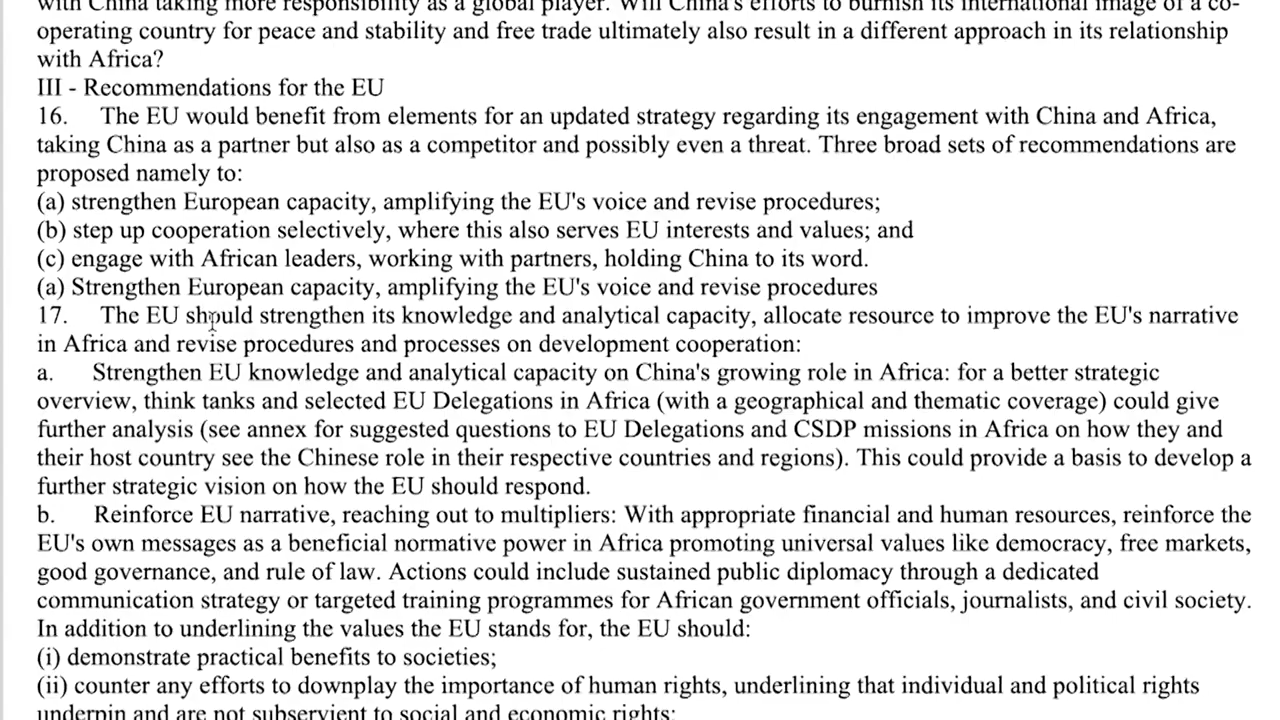 with China taking more responsibility as a global player. Will China's efforts to burnish its international image of a co-
operating country for peace and stability and free trade ultimately also result in a different approach in its relationship
with Africa?
III - Recommendations for the EU
16. The EU would benefit from elements for an updated strategy regarding its engagement with China and Africa,
taking China as a partner but also as a competitor and possibly even a threat. Three broad sets of recommendations are
proposed namely to:
(a) strengthen European capacity, amplifying the EU's voice and revise procedures;
(b) step up cooperation selectively, where this also serves EU interests and values; and
(c) engage with African leaders, working with partners, holding China to its word.
(a) Strengthen European capacity, amplifying the EU's voice and revise procedures
17. The EU should strengthen its knowledge and analytical capacity, allocate resource to improve the EU's narrative
in Africa and revise procedures and processes on development cooperation:
a. Strengthen EU knowledge and analytical capacity on China's growing role in Africa: for a better strategic
overview, think tanks and selected EU Delegations in Africa (with a geographical and thematic coverage) could give
further analysis (see annex for suggested questions to EU Delegations and CSDP missions in Africa on how they and
their host country see the Chinese role in their respective countries and regions). This could provide a basis to develop a
further strategic vision on how the EU should respond.
b. Reinforce EU narrative, reaching out to multipliers: With appropriate financial and human resources, reinforce the
EU's own messages as a beneficial normative power in Africa promoting universal values like democracy, free markets,
good governance, and rule of law. Actions could include sustained public diplomacy through a dedicated
communication strategy or targeted training programmes for African government officials, journalists, and civil society.
In addition to underlining the values the EU stands for, the EU should:
(i) demonstrate practical benefits to societies;
(ii) counter any efforts to downplay the importance of human rights, underlining that individual and political rights
underpin and are not subservient to social and economic rights;